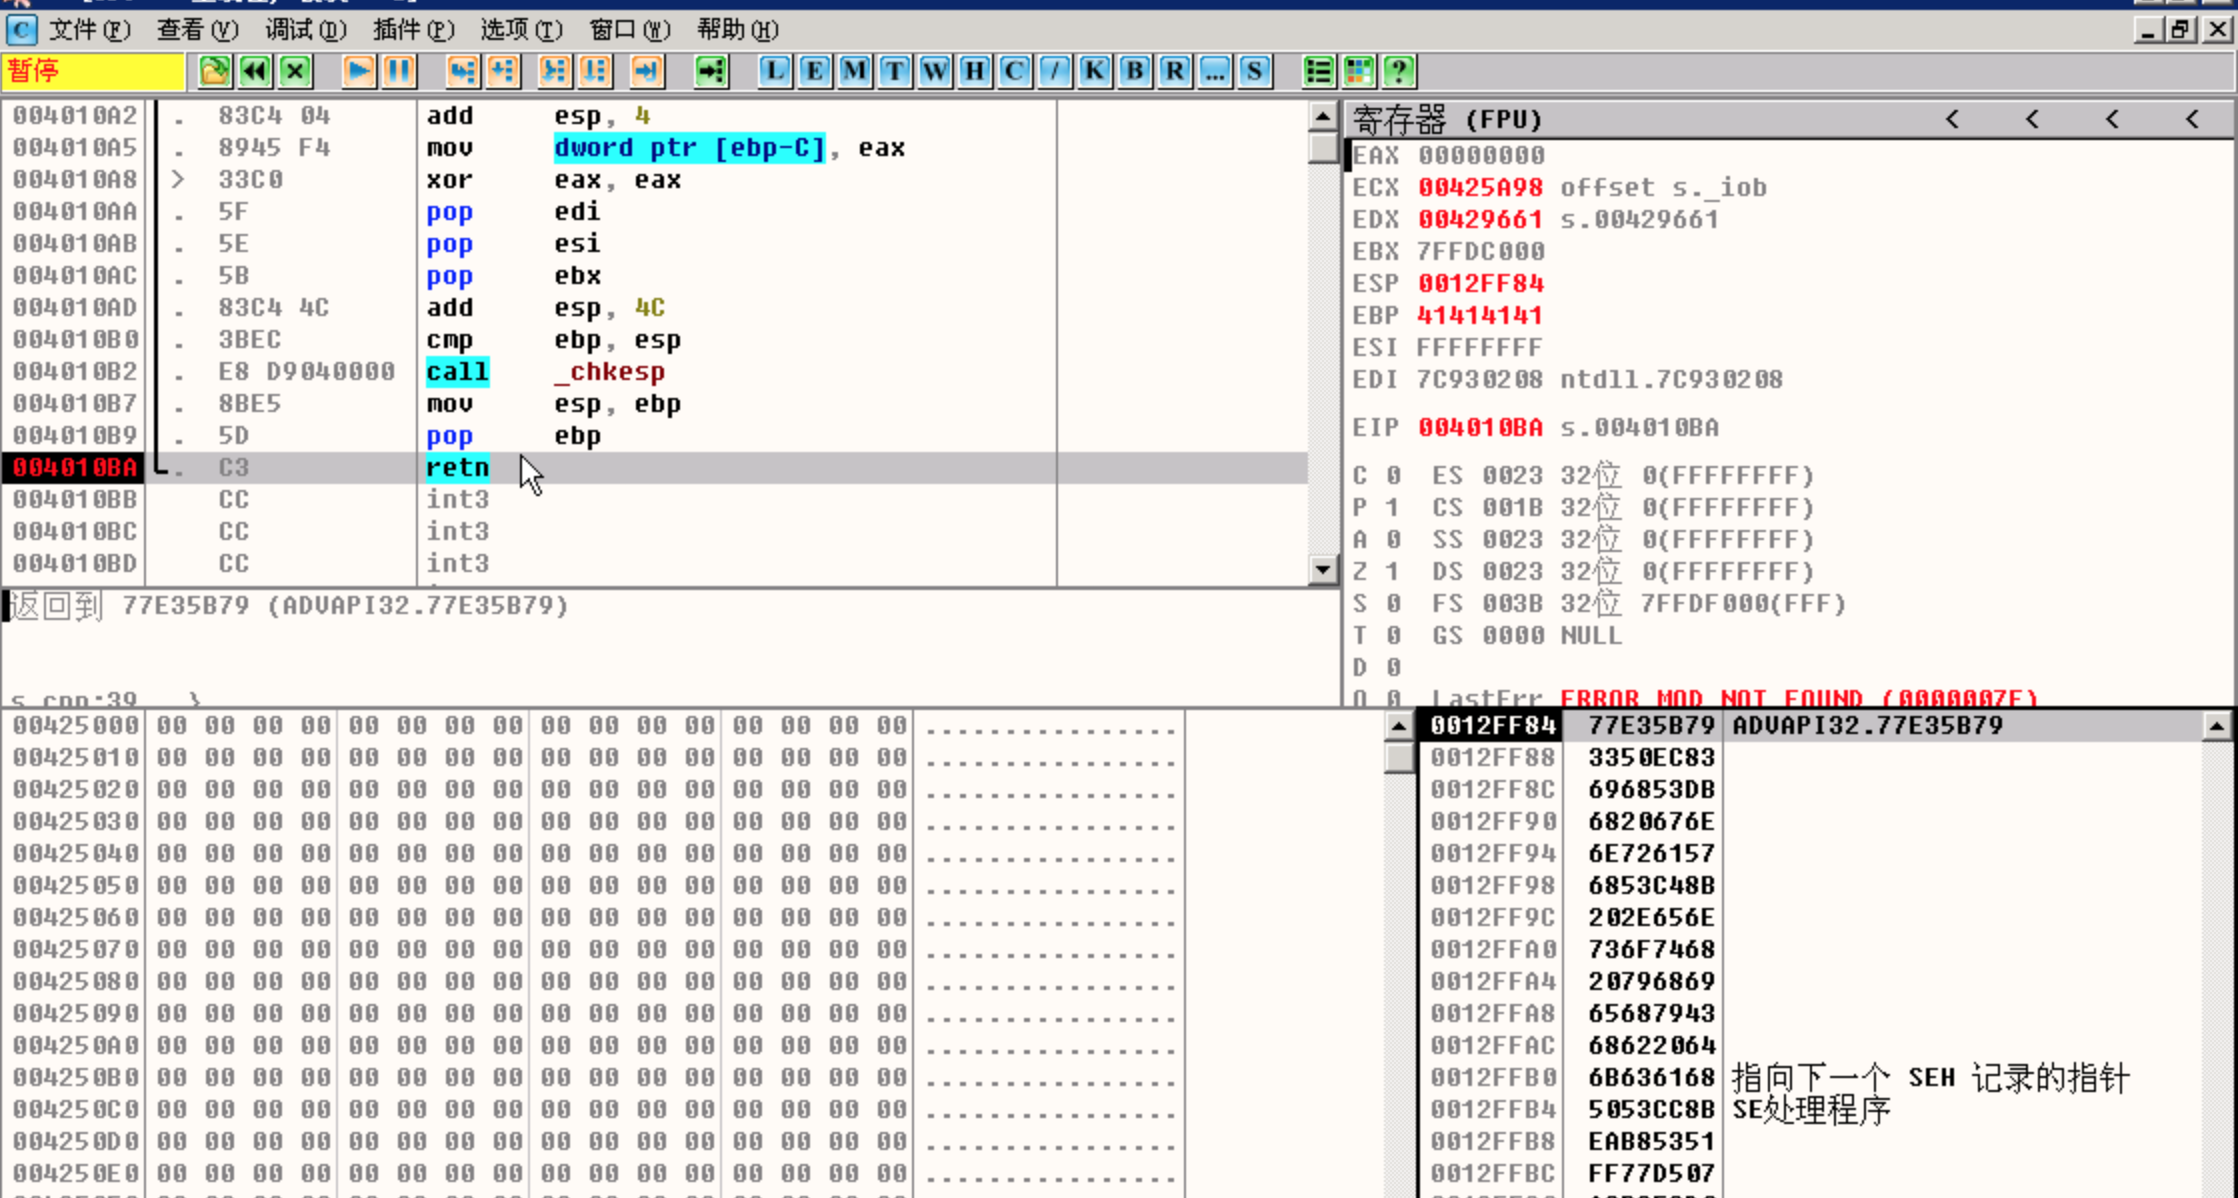 文件(F) 查看(V) 调试(D) 插件(P) 选项(T) 窗口(W) 帮助(H)
暂停 L E M T W H C / K B R ... S ?
004010A2 . 83C4 04 add esp, 4
004010A5 . 8945 F4 mov dword ptr [ebp-C], eax
004010A8 > 33C0 xor eax, eax
004010AA . 5F pop edi
004010AB . 5E pop esi
004010AC . 5B pop ebx
004010AD . 83C4 4C add esp, 4C
004010B0 . 3BEC cmp ebp, esp
004010B2 . E8 D9040000 call _chkesp
004010B7 . 8BE5 mov esp, ebp
004010B9 . 5D pop ebp
004010BA . C3 retn
004010BB CC int3
004010BC CC int3
004010BD CC int3
返回到 77E35B79 (ADVAPI32.77E35B79)
s.cpp:39 }
寄存器 (FPU) < < < <
EAX 00000000
ECX 00425A98 offset s._iob
EDX 00429661 s.00429661
EBX 7FFDC000
ESP 0012FF84
EBP 41414141
ESI FFFFFFFF
EDI 7C930208 ntdll.7C930208
EIP 004010BA s.004010BA
C 0 ES 0023 32位 0(FFFFFFFF)
P 1 CS 001B 32位 0(FFFFFFFF)
A 0 SS 0023 32位 0(FFFFFFFF)
Z 1 DS 0023 32位 0(FFFFFFFF)
S 0 FS 003B 32位 7FFDF000(FFF)
T 0 GS 0000 NULL
D 0
O 0 LastErr ERROR_MOD_NOT_FOUND (0000007E)
00425000 00 00 00 00 00 00 00 00 00 00 00 00 00 00 00 00 ................
00425010 00 00 00 00 00 00 00 00 00 00 00 00 00 00 00 00 ................
00425020 00 00 00 00 00 00 00 00 00 00 00 00 00 00 00 00 ................
00425030 00 00 00 00 00 00 00 00 00 00 00 00 00 00 00 00 ................
00425040 00 00 00 00 00 00 00 00 00 00 00 00 00 00 00 00 ................
00425050 00 00 00 00 00 00 00 00 00 00 00 00 00 00 00 00 ................
00425060 00 00 00 00 00 00 00 00 00 00 00 00 00 00 00 00 ................
00425070 00 00 00 00 00 00 00 00 00 00 00 00 00 00 00 00 ................
00425080 00 00 00 00 00 00 00 00 00 00 00 00 00 00 00 00 ................
00425090 00 00 00 00 00 00 00 00 00 00 00 00 00 00 00 00 ................
004250A0 00 00 00 00 00 00 00 00 00 00 00 00 00 00 00 00 ................
004250B0 00 00 00 00 00 00 00 00 00 00 00 00 00 00 00 00 ................
004250C0 00 00 00 00 00 00 00 00 00 00 00 00 00 00 00 00 ................
004250D0 00 00 00 00 00 00 00 00 00 00 00 00 00 00 00 00 ................
004250E0 00 00 00 00 00 00 00 00 00 00 00 00 00 00 00 00 ................
0012FF84 77E35B79 ADVAPI32.77E35B79
0012FF88 3350EC83
0012FF8C 696853DB
0012FF90 6820676E
0012FF94 6E726157
0012FF98 6853C48B
0012FF9C 202E656E
0012FFA0 736F7468
0012FFA4 20796869
0012FFA8 65687943
0012FFAC 68622064
0012FFB0 6B636168 指向下一个 SEH 记录的指针
0012FFB4 5053CC8B SE处理程序
0012FFB8 EAB85351
0012FFBC FF77D507